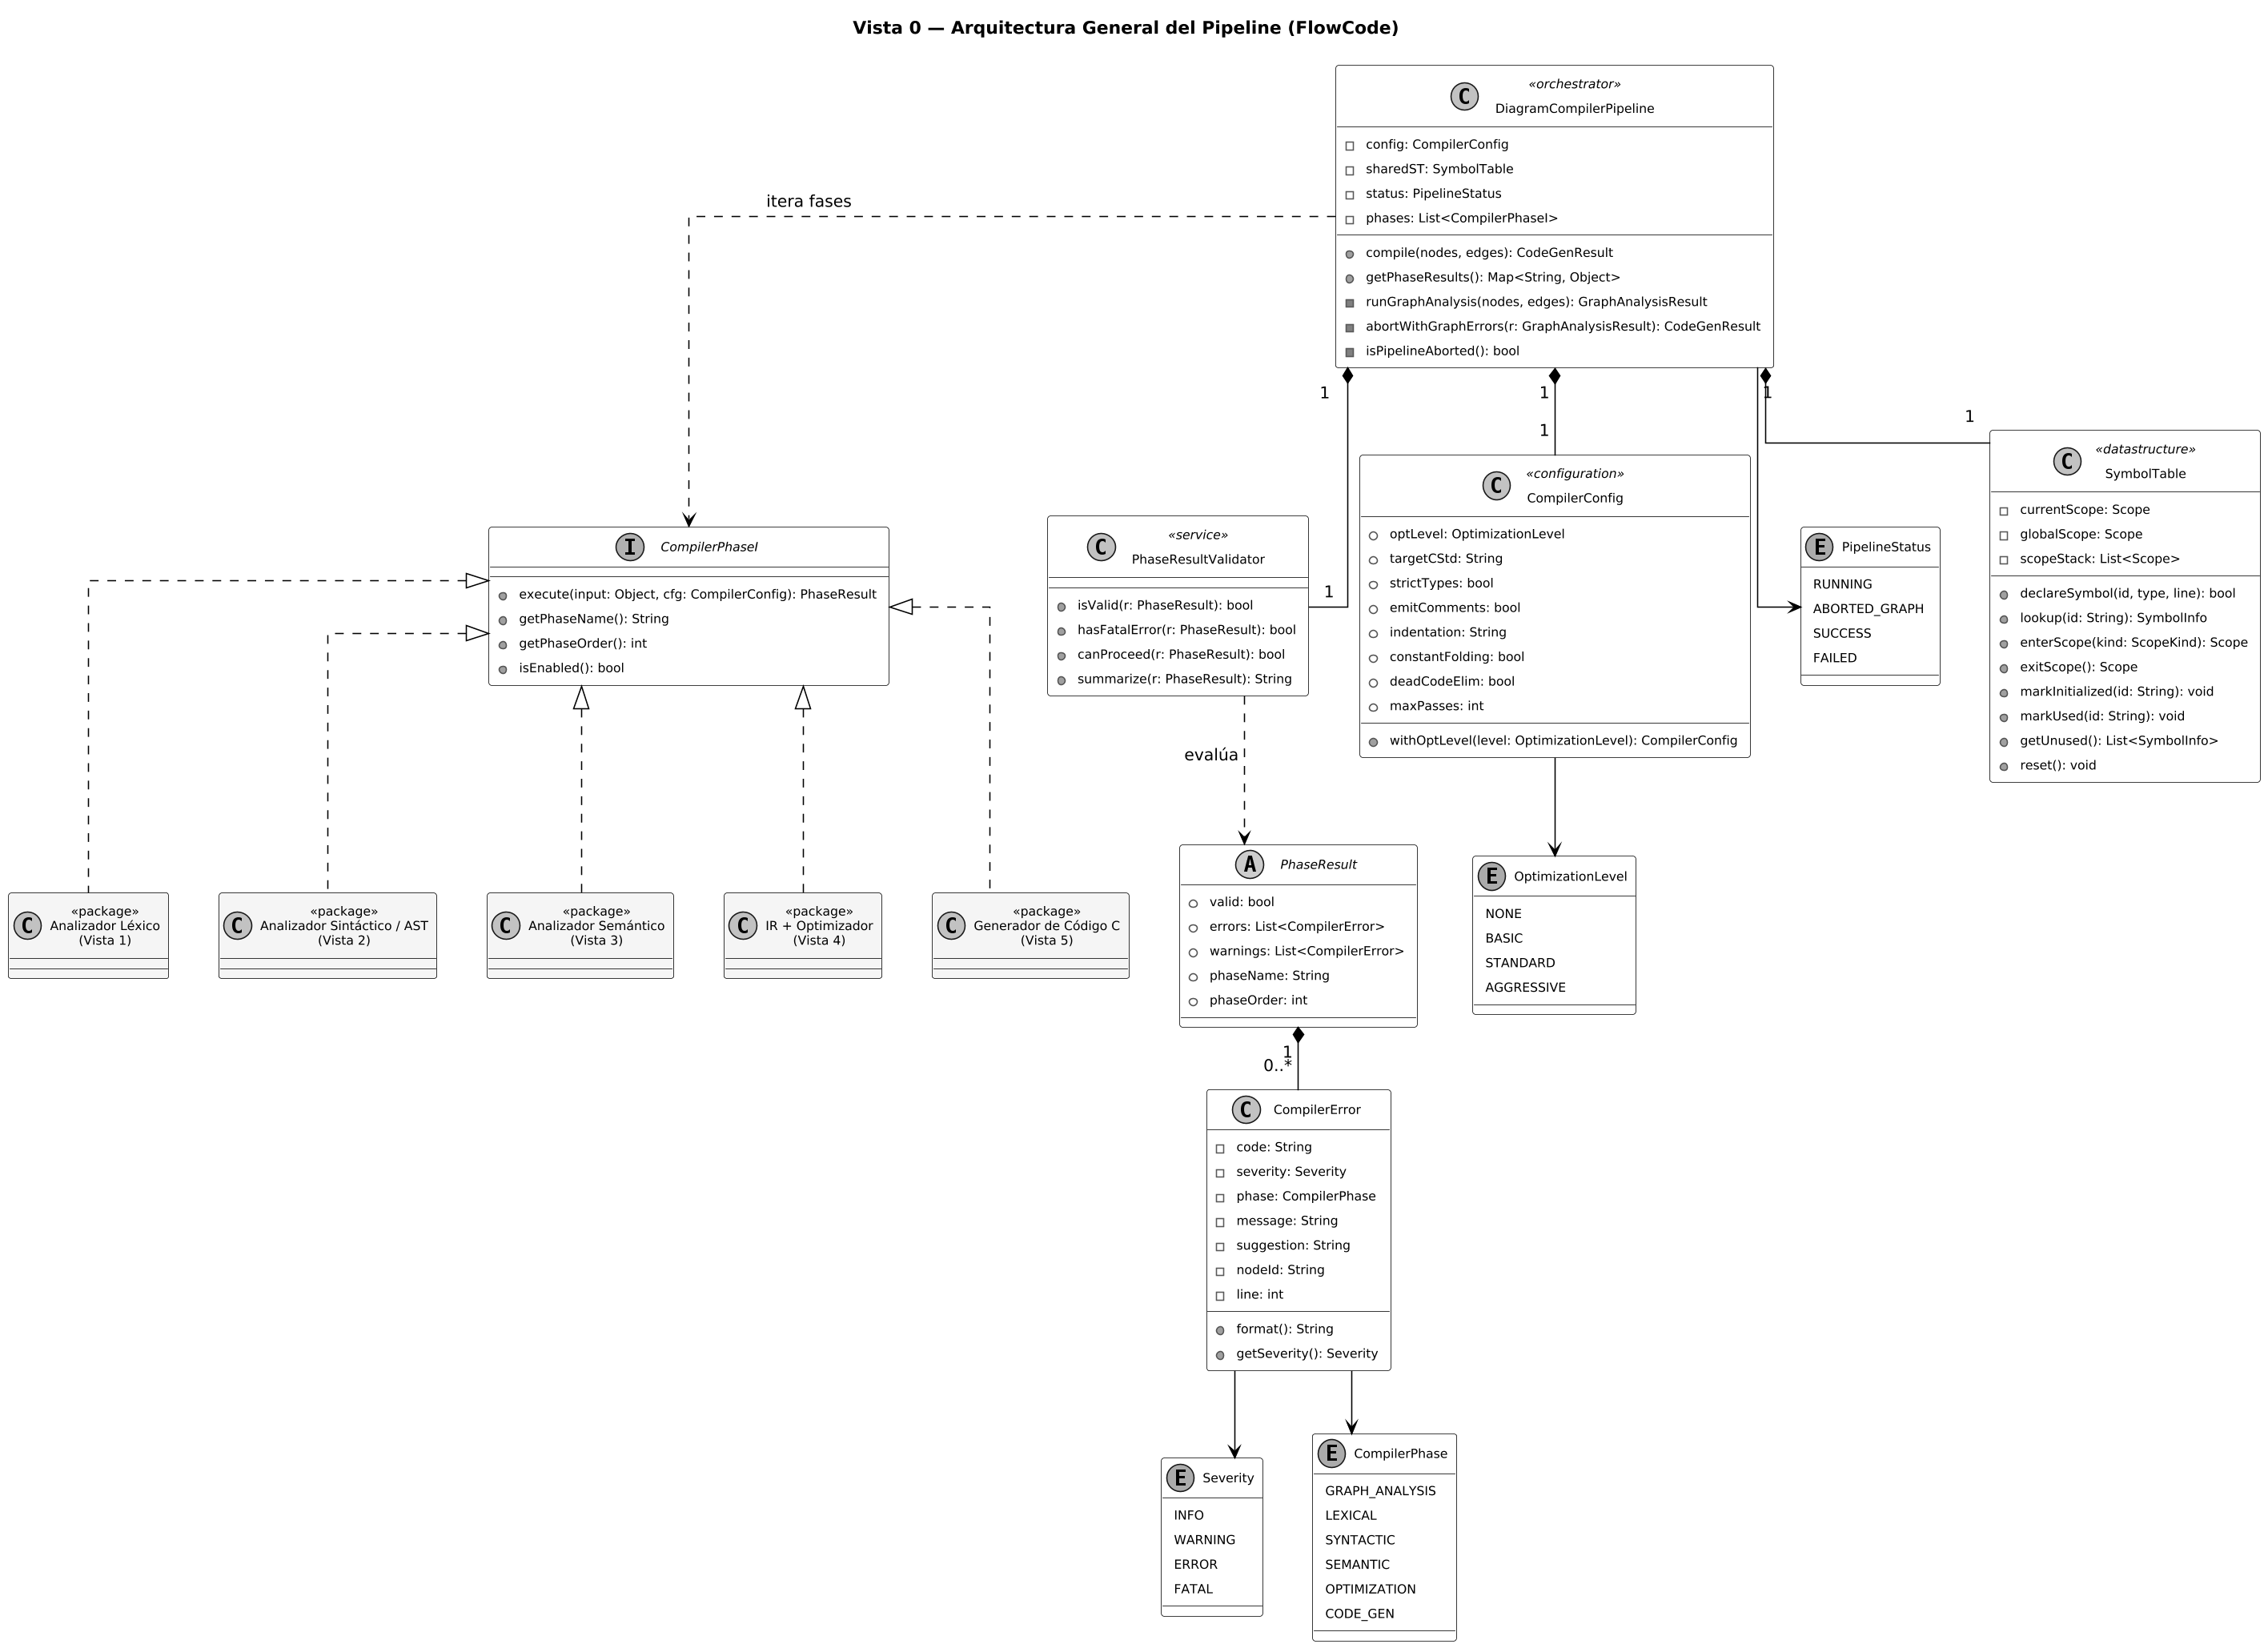 Vista 0 — Arquitectura General del Pipeline (FlowCode)
C
«orchestrator»
DiagramCompilerPipeline
config: CompilerConfig
sharedST: SymbolTable
status: PipelineStatus
phases: List<CompilerPhaseI>
compile(nodes, edges): CodeGenResult
getPhaseResults(): Map<String, Object>
runGraphAnalysis(nodes, edges): GraphAnalysisResult
abortWithGraphErrors(r: GraphAnalysisResult): CodeGenResult
isPipelineAborted(): bool
itera fases
1
1
1
1
1
1
I
CompilerPhaseI
execute(input: Object, cfg: CompilerConfig): PhaseResult
getPhaseName(): String
getPhaseOrder(): int
isEnabled(): bool
C
«service»
PhaseResultValidator
isValid(r: PhaseResult): bool
hasFatalError(r: PhaseResult): bool
canProceed(r: PhaseResult): bool
summarize(r: PhaseResult): String
C
«configuration»
CompilerConfig
optLevel: OptimizationLevel
targetCStd: String
strictTypes: bool
emitComments: bool
indentation: String
constantFolding: bool
deadCodeElim: bool
maxPasses: int
withOptLevel(level: OptimizationLevel): CompilerConfig
E
PipelineStatus
RUNNING
ABORTED_GRAPH
SUCCESS
FAILED
C
«datastructure»
SymbolTable
currentScope: Scope
globalScope: Scope
scopeStack: List<Scope>
declareSymbol(id, type, line): bool
lookup(id: String): SymbolInfo
enterScope(kind: ScopeKind): Scope
exitScope(): Scope
markInitialized(id: String): void
markUsed(id: String): void
getUnused(): List<SymbolInfo>
reset(): void
evalúa
C
«package»
Analizador Léxico
(Vista 1)
C
«package»
Analizador Sintáctico / AST
(Vista 2)
C
«package»
Analizador Semántico
(Vista 3)
C
«package»
IR + Optimizador
(Vista 4)
C
«package»
Generador de Código C
(Vista 5)
A
PhaseResult
valid: bool
errors: List<CompilerError>
warnings: List<CompilerError>
phaseName: String
phaseOrder: int
E
OptimizationLevel
NONE
BASIC
STANDARD
AGGRESSIVE
1
0..*
C
CompilerError
code: String
severity: Severity
phase: CompilerPhase
message: String
suggestion: String
nodeId: String
line: int
format(): String
getSeverity(): Severity
E
Severity
INFO
WARNING
ERROR
FATAL
E
CompilerPhase
GRAPH_ANALYSIS
LEXICAL
SYNTACTIC
SEMANTIC
OPTIMIZATION
CODE_GEN